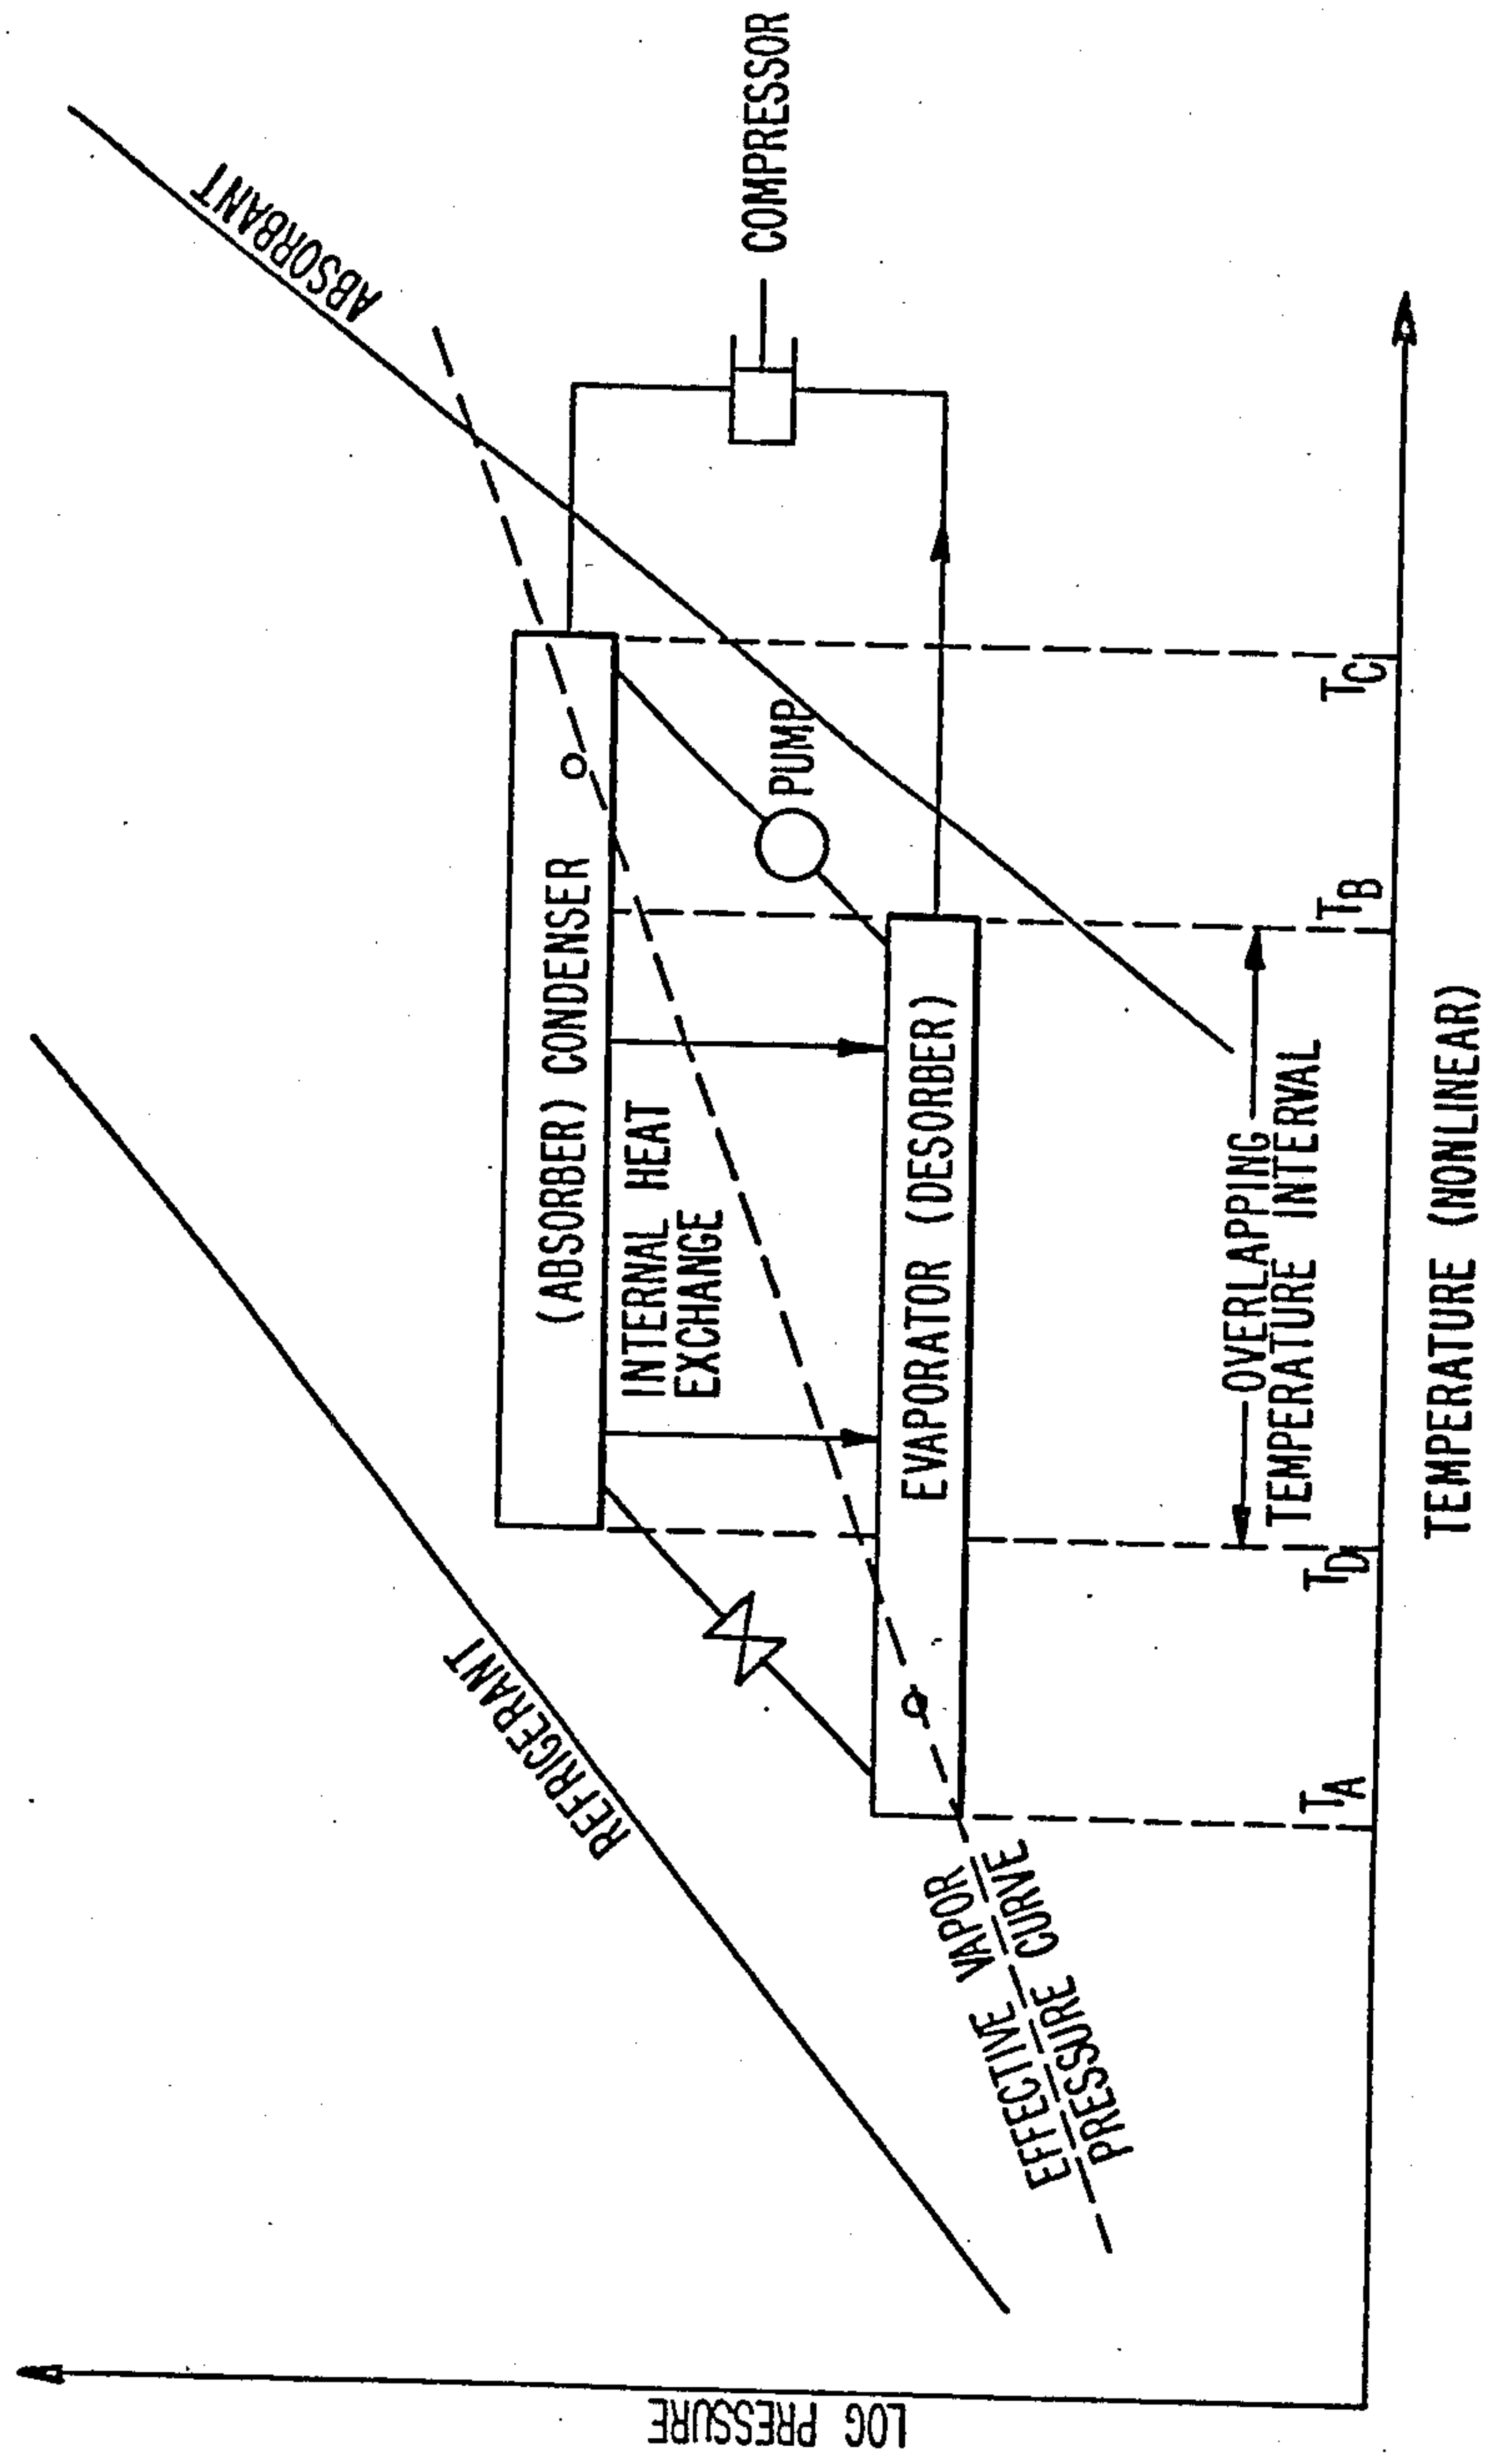 LOG PRESSURE
REFRIGERANT
ABSORBANT
COMPRESSOR
(ABSORBER) CONDENSER
INTERNAL HEAT
EXCHANGE
PUMP
EVAPORATOR (DESORBER)
EFFECTIVE VAPOR
PRESSURE CURVE
OVERLAPPING
TEMPERATURE INTERVAL
TA
TD
TB
TC
TEMPERATURE (NONLINEAR)